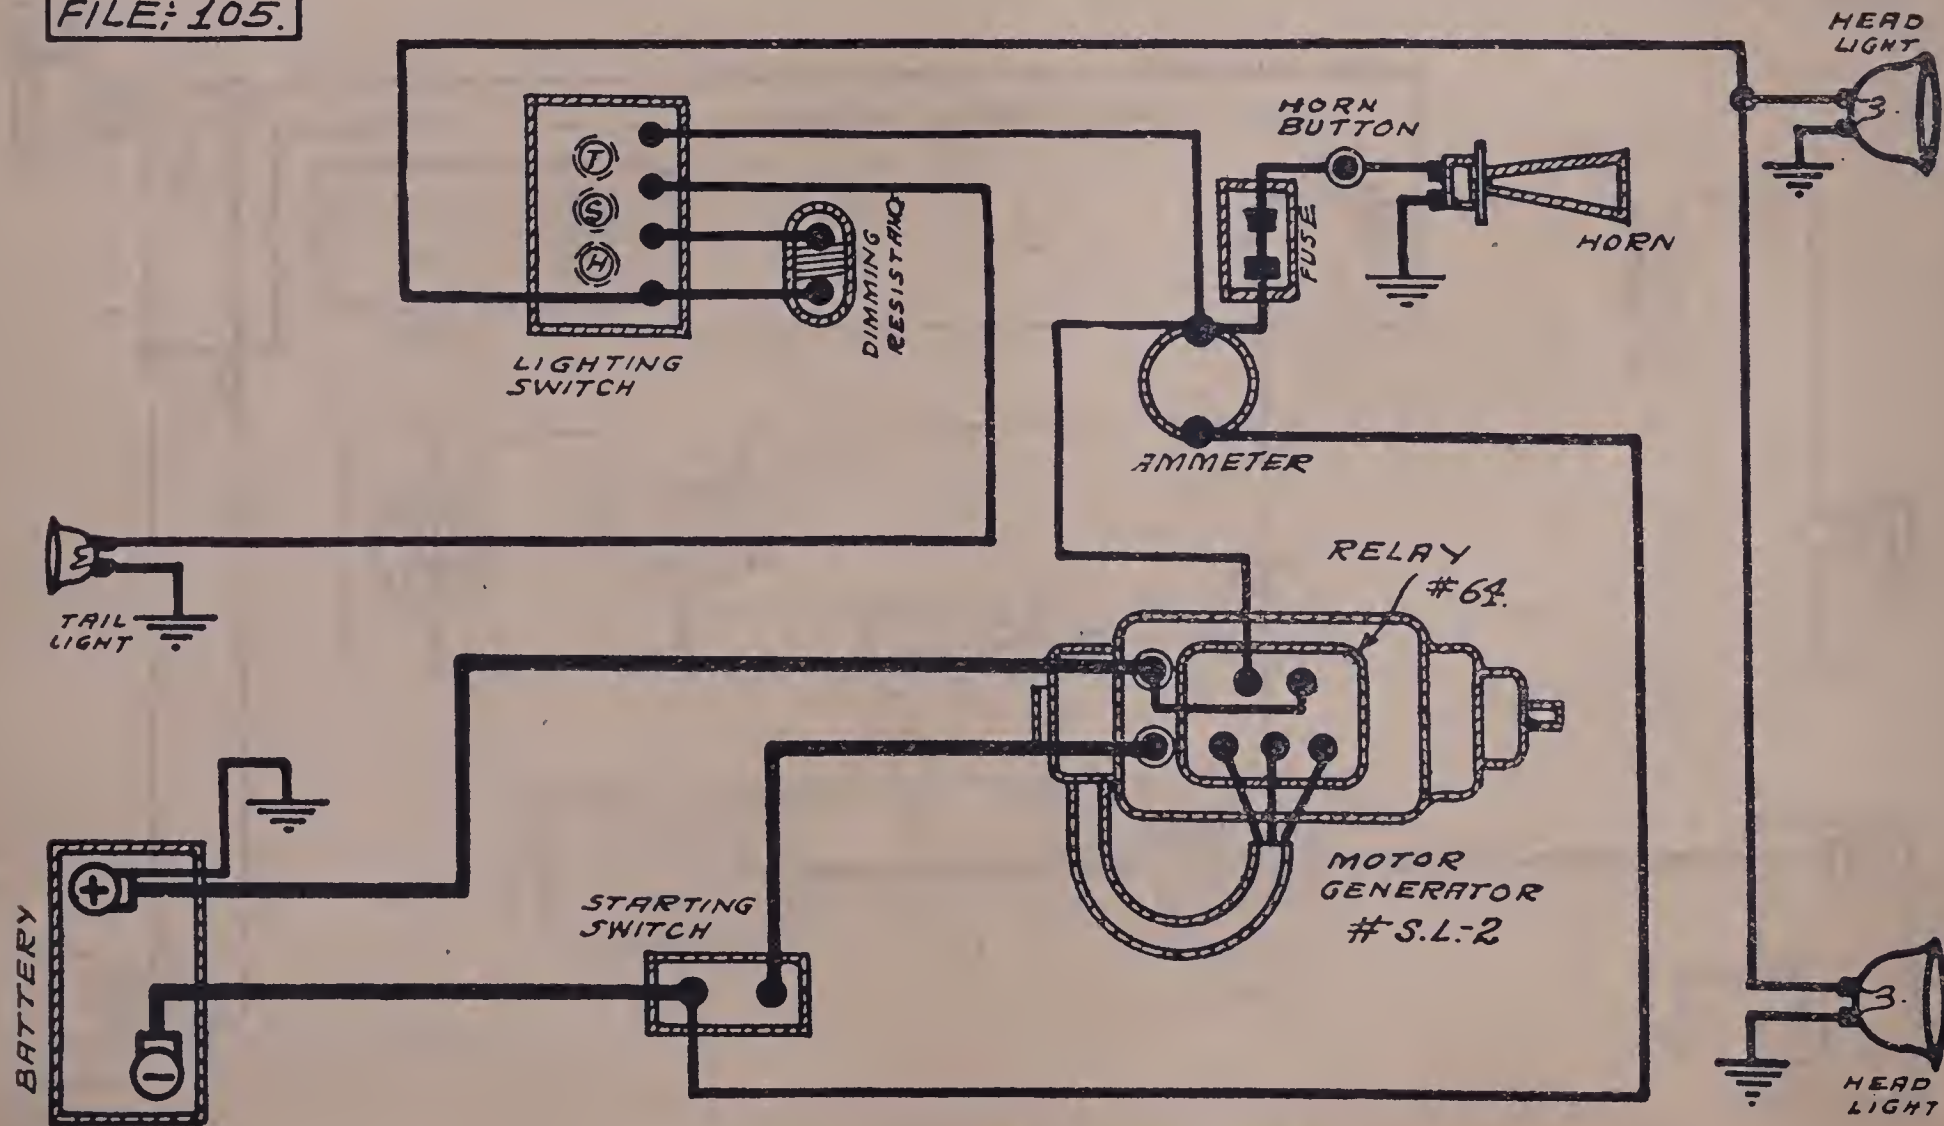 FILE: 105.
HEAD
LIGHT
HORN
BUTTON
T
S
H
FUSE
HORN
DIMMING
RESISTANO
LIGHTING
SWITCH
AMMETER
TAIL
LIGHT
RELAY
#64.
BATTERY
+
-
STARTING
SWITCH
MOTOR
GENERATOR
# S.L.-2
HEAD
LIGHT